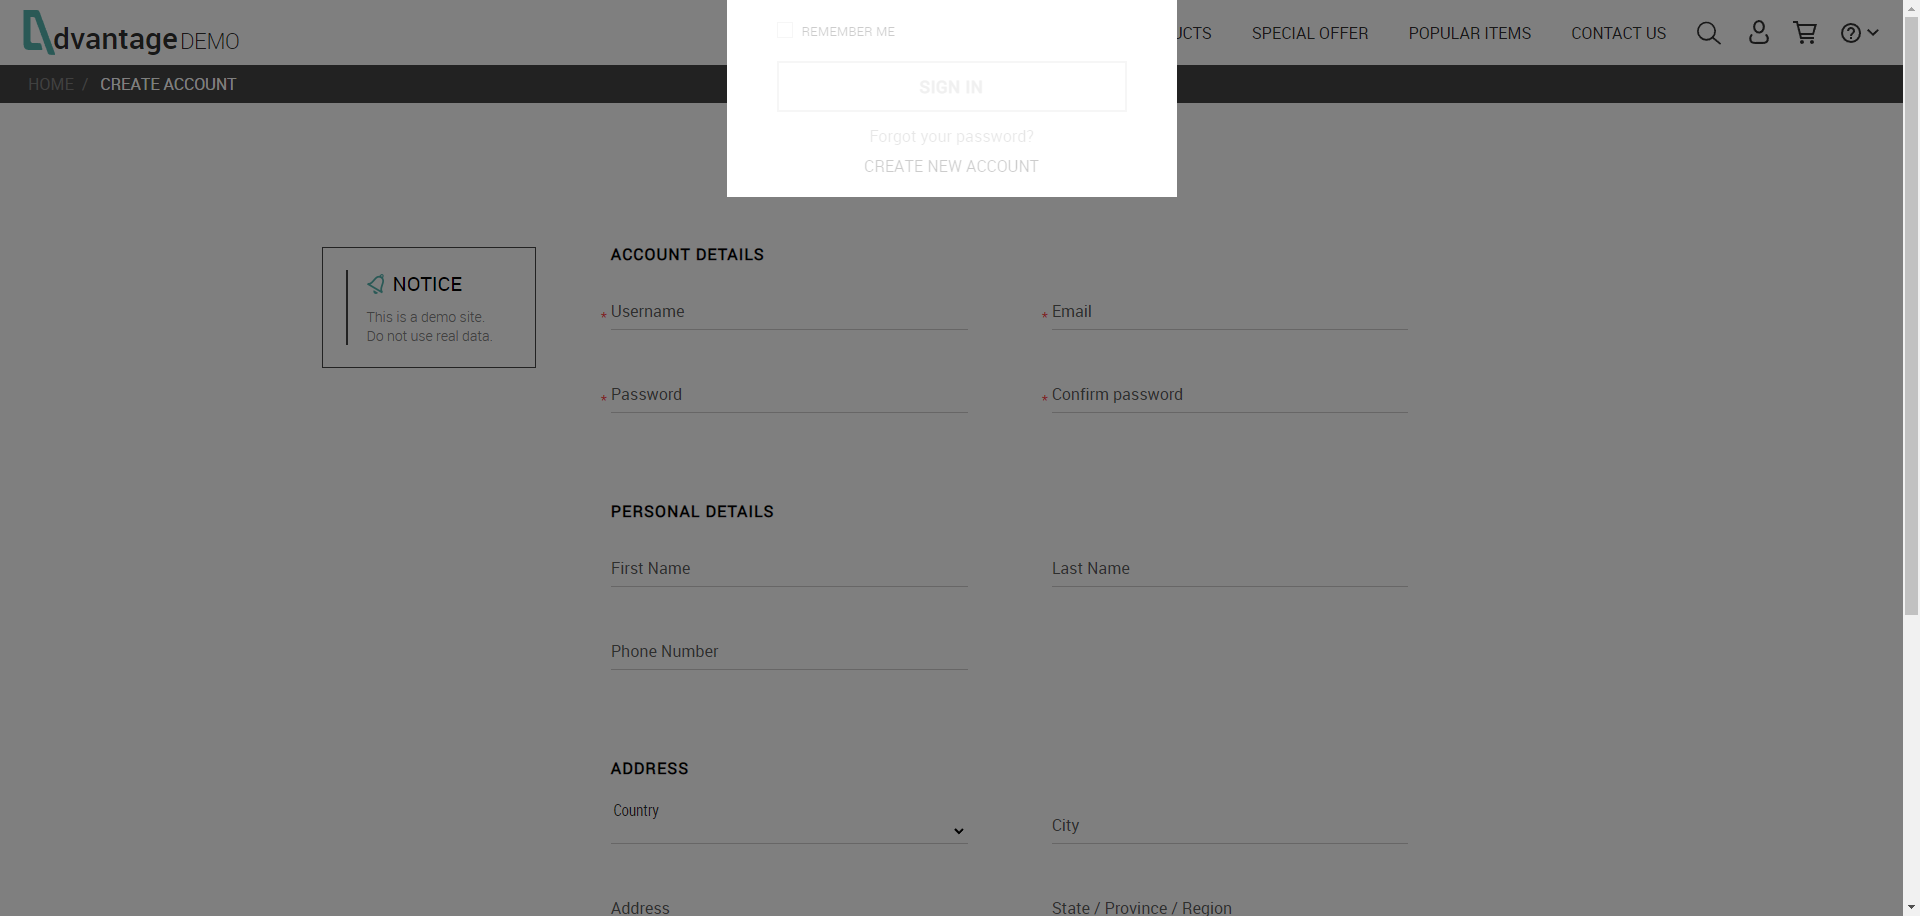 dvantage DEMO
REMEMBER ME
UCTS SPECIAL OFFER POPULAR ITEMS CONTACT US
HOME / CREATE ACCOUNT
SIGN IN
Forgot your password?
CREATE NEW ACCOUNT
NOTICE
This is a demo site.
Do not use real data.
ACCOUNT DETAILS
* Username * Email
* Password * Confirm password
PERSONAL DETAILS
First Name Last Name
Phone Number
ADDRESS
Country
City
Address State / Province / Region